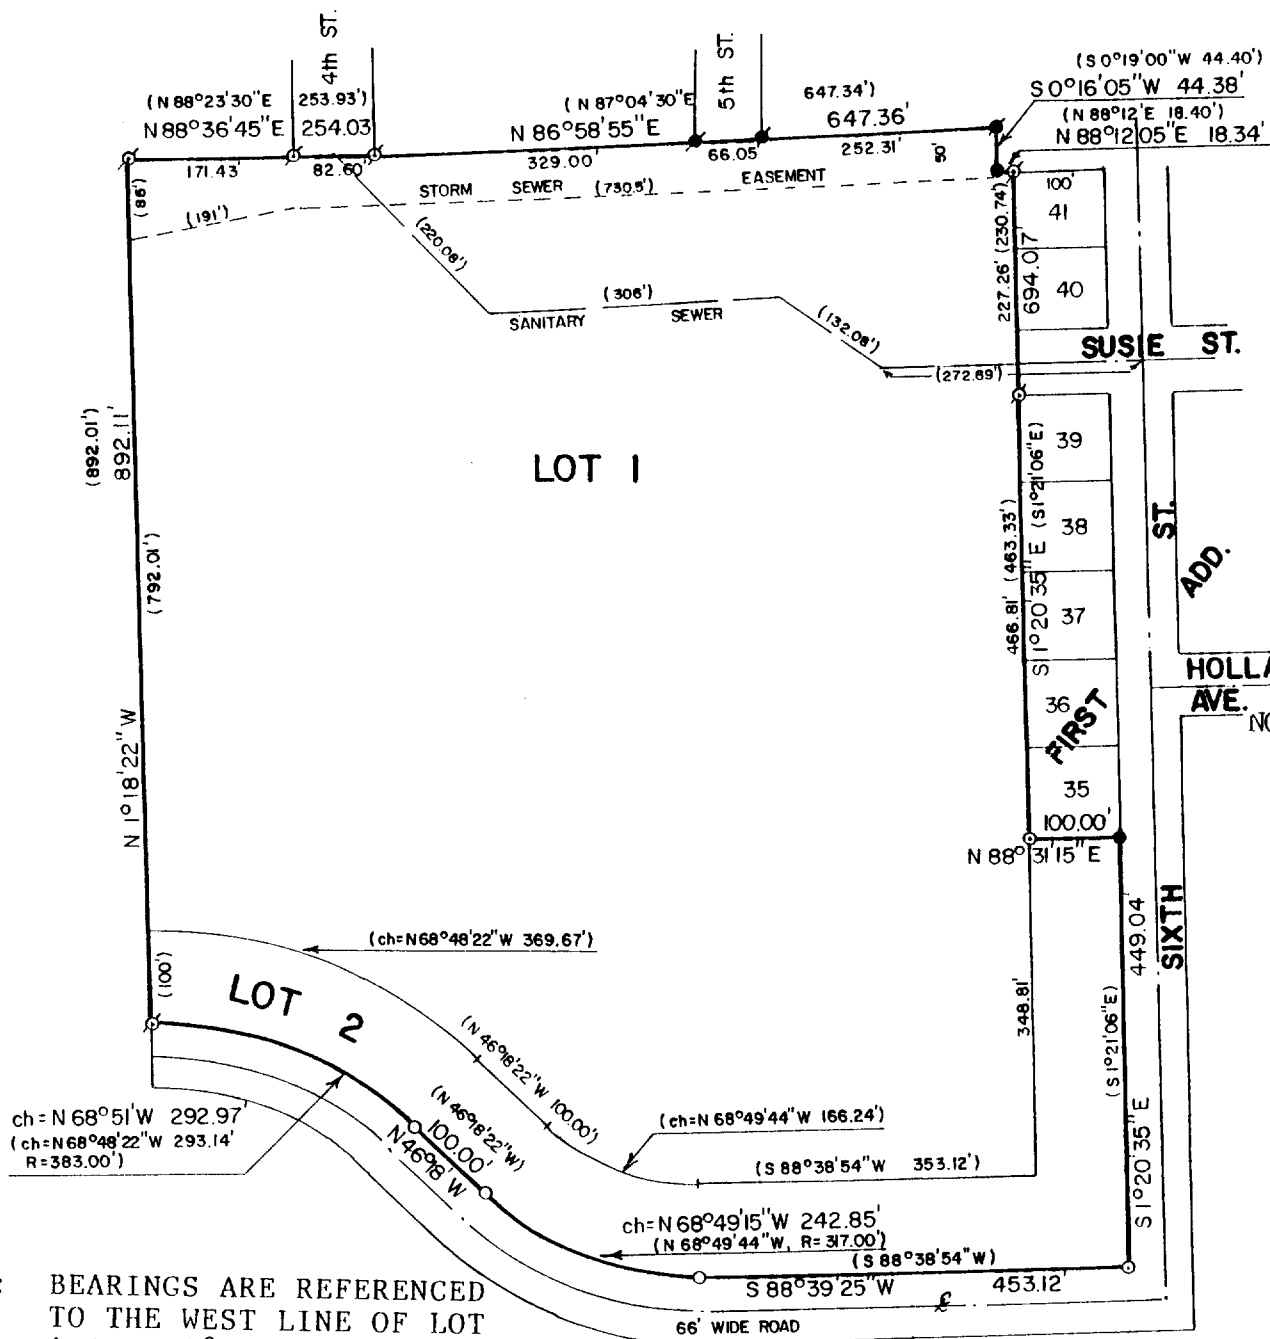 4th ST.
5th ST.
(S 0°19'00"W 44.40')
S 0°16'05"W 44.38'
(N 88°23'30"E 253.93')
N 88°36'45"E 254.03'
(N 87°04'30"E 647.34')
N 86°58'55"E 647.36'
(N 88°12'E 18.40')
N 88°12'05"E 18.34'
171.43'
82.60'
329.00'
66.05'
252.31'
50'
STORM SEWER (730.5') EASEMENT
(86')
(191')
(220.08')
(306')
SANITARY SEWER
(132.08')
(272.69')
227.26' (230.74')
694.07'
100'
41
40
SUSIE ST.
(892.01')
892.11'
(792.01')
N 1°18'22"W
LOT 1
466.81' (463.33')
S 1°20'35"E (S 1°21'06"E)
39
38
37
36
35
FIRST
ADD.
ST.
SIXTH
HOLLA
AVE.
NO
100.00'
N 88°31'15"E
449.04'
(S 1°21'06"E)
S 1°20'35"E
348.81'
(ch=N68°48'22"W 369.67')
(100')
LOT 2
(N 46°18'22"W 100.00')
(N 46°18'22"W)
100.00'
N46°18'W
ch=N 68°51'W 292.97'
(ch=N68°48'22"W 293.14'
R=383.00')
(ch=N 68°49'44"W 166.24')
(S 88°38'54"W 353.12')
ch=N 68°49'15"W 242.85'
(N 68°49'44"W, R=317.00')
(S 88°38'54"W)
S 88°39'25"W 453.12'
66' WIDE ROAD
BEARINGS ARE REFERENCED
TO THE WEST LINE OF LOT